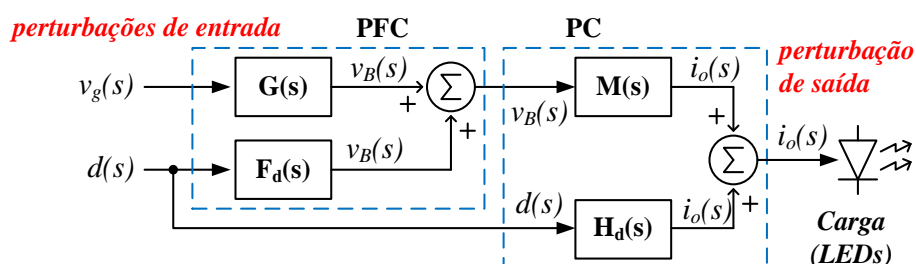 perturbações de entrada
PFC
PC
perturbação
de saída
v_g(s)
G(s)
v_B(s)
+
Σ
v_B(s)
M(s)
i_o(s)
+
d(s)
F_d(s)
v_B(s)
+
Σ
i_o(s)
d(s)
H_d(s)
i_o(s)
+
Carga
(LEDs)